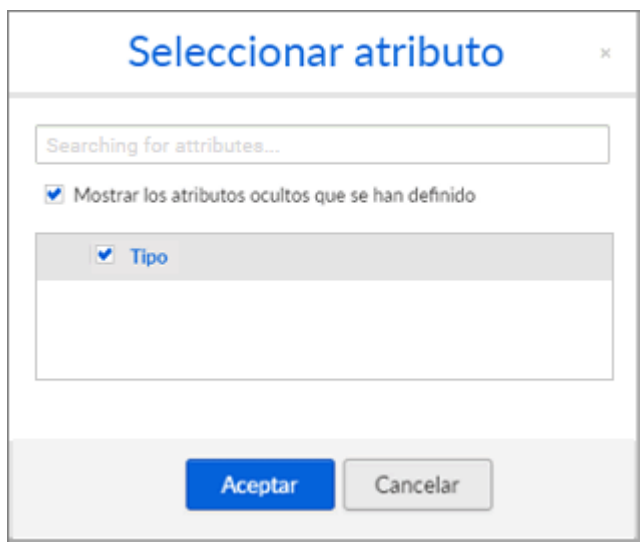 Seleccionar atributo
×
Searching for attributes...
Mostrar los atributos ocultos que se han definido
Tipo
Aceptar
Cancelar